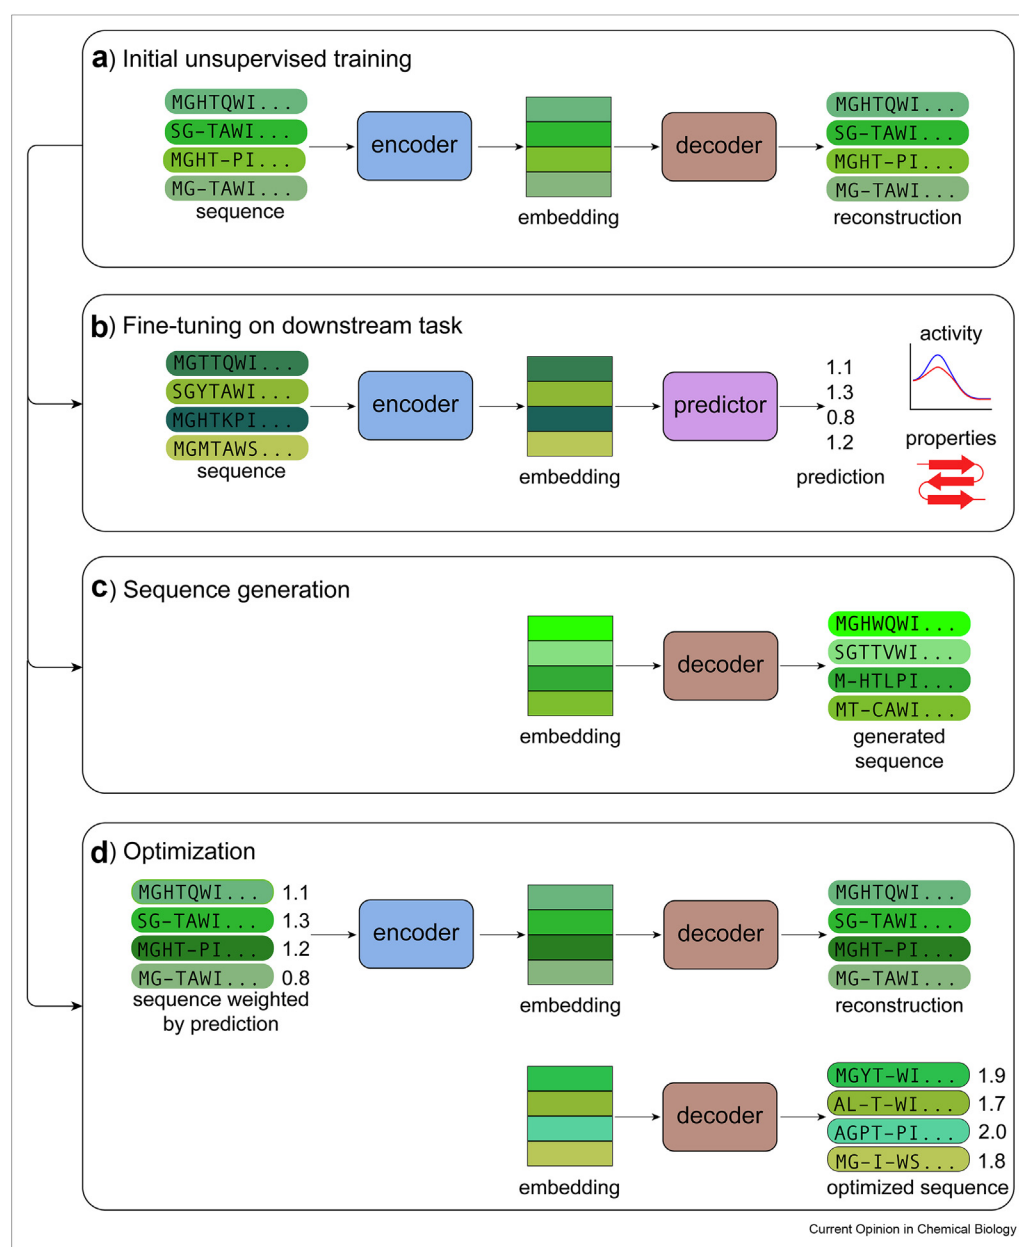 a) Initial unsupervised training
MGHTQWI...
SG-TAWI...
MGHT-PI...
MG-TAWI...
sequence
encoder
embedding
decoder
MGHTQWI...
SG-TAWI...
MGHT-PI...
MG-TAWI...
reconstruction
b) Fine-tuning on downstream task
MGTTQWI...
SGYTAWI...
MGHTKPI...
MGMTAWS...
sequence
encoder
embedding
predictor
1.1
1.3
0.8
1.2
prediction
activity
properties
c) Sequence generation
embedding
decoder
MGHWQWI...
SGTTVWI...
M-HTLPI...
MT-CAWI...
generated
sequence
d) Optimization
MGHTQWI... 1.1
SG-TAWI... 1.3
MGHT-PI... 1.2
MG-TAWI... 0.8
sequence weighted
by prediction
encoder
embedding
decoder
MGHTQWI...
SG-TAWI...
MGHT-PI...
MG-TAWI...
reconstruction
embedding
decoder
MGYT-WI... 1.9
AL-T-WI... 1.7
AGPT-PI... 2.0
MG-I-WS... 1.8
optimized sequence
Current Opinion in Chemical Biology